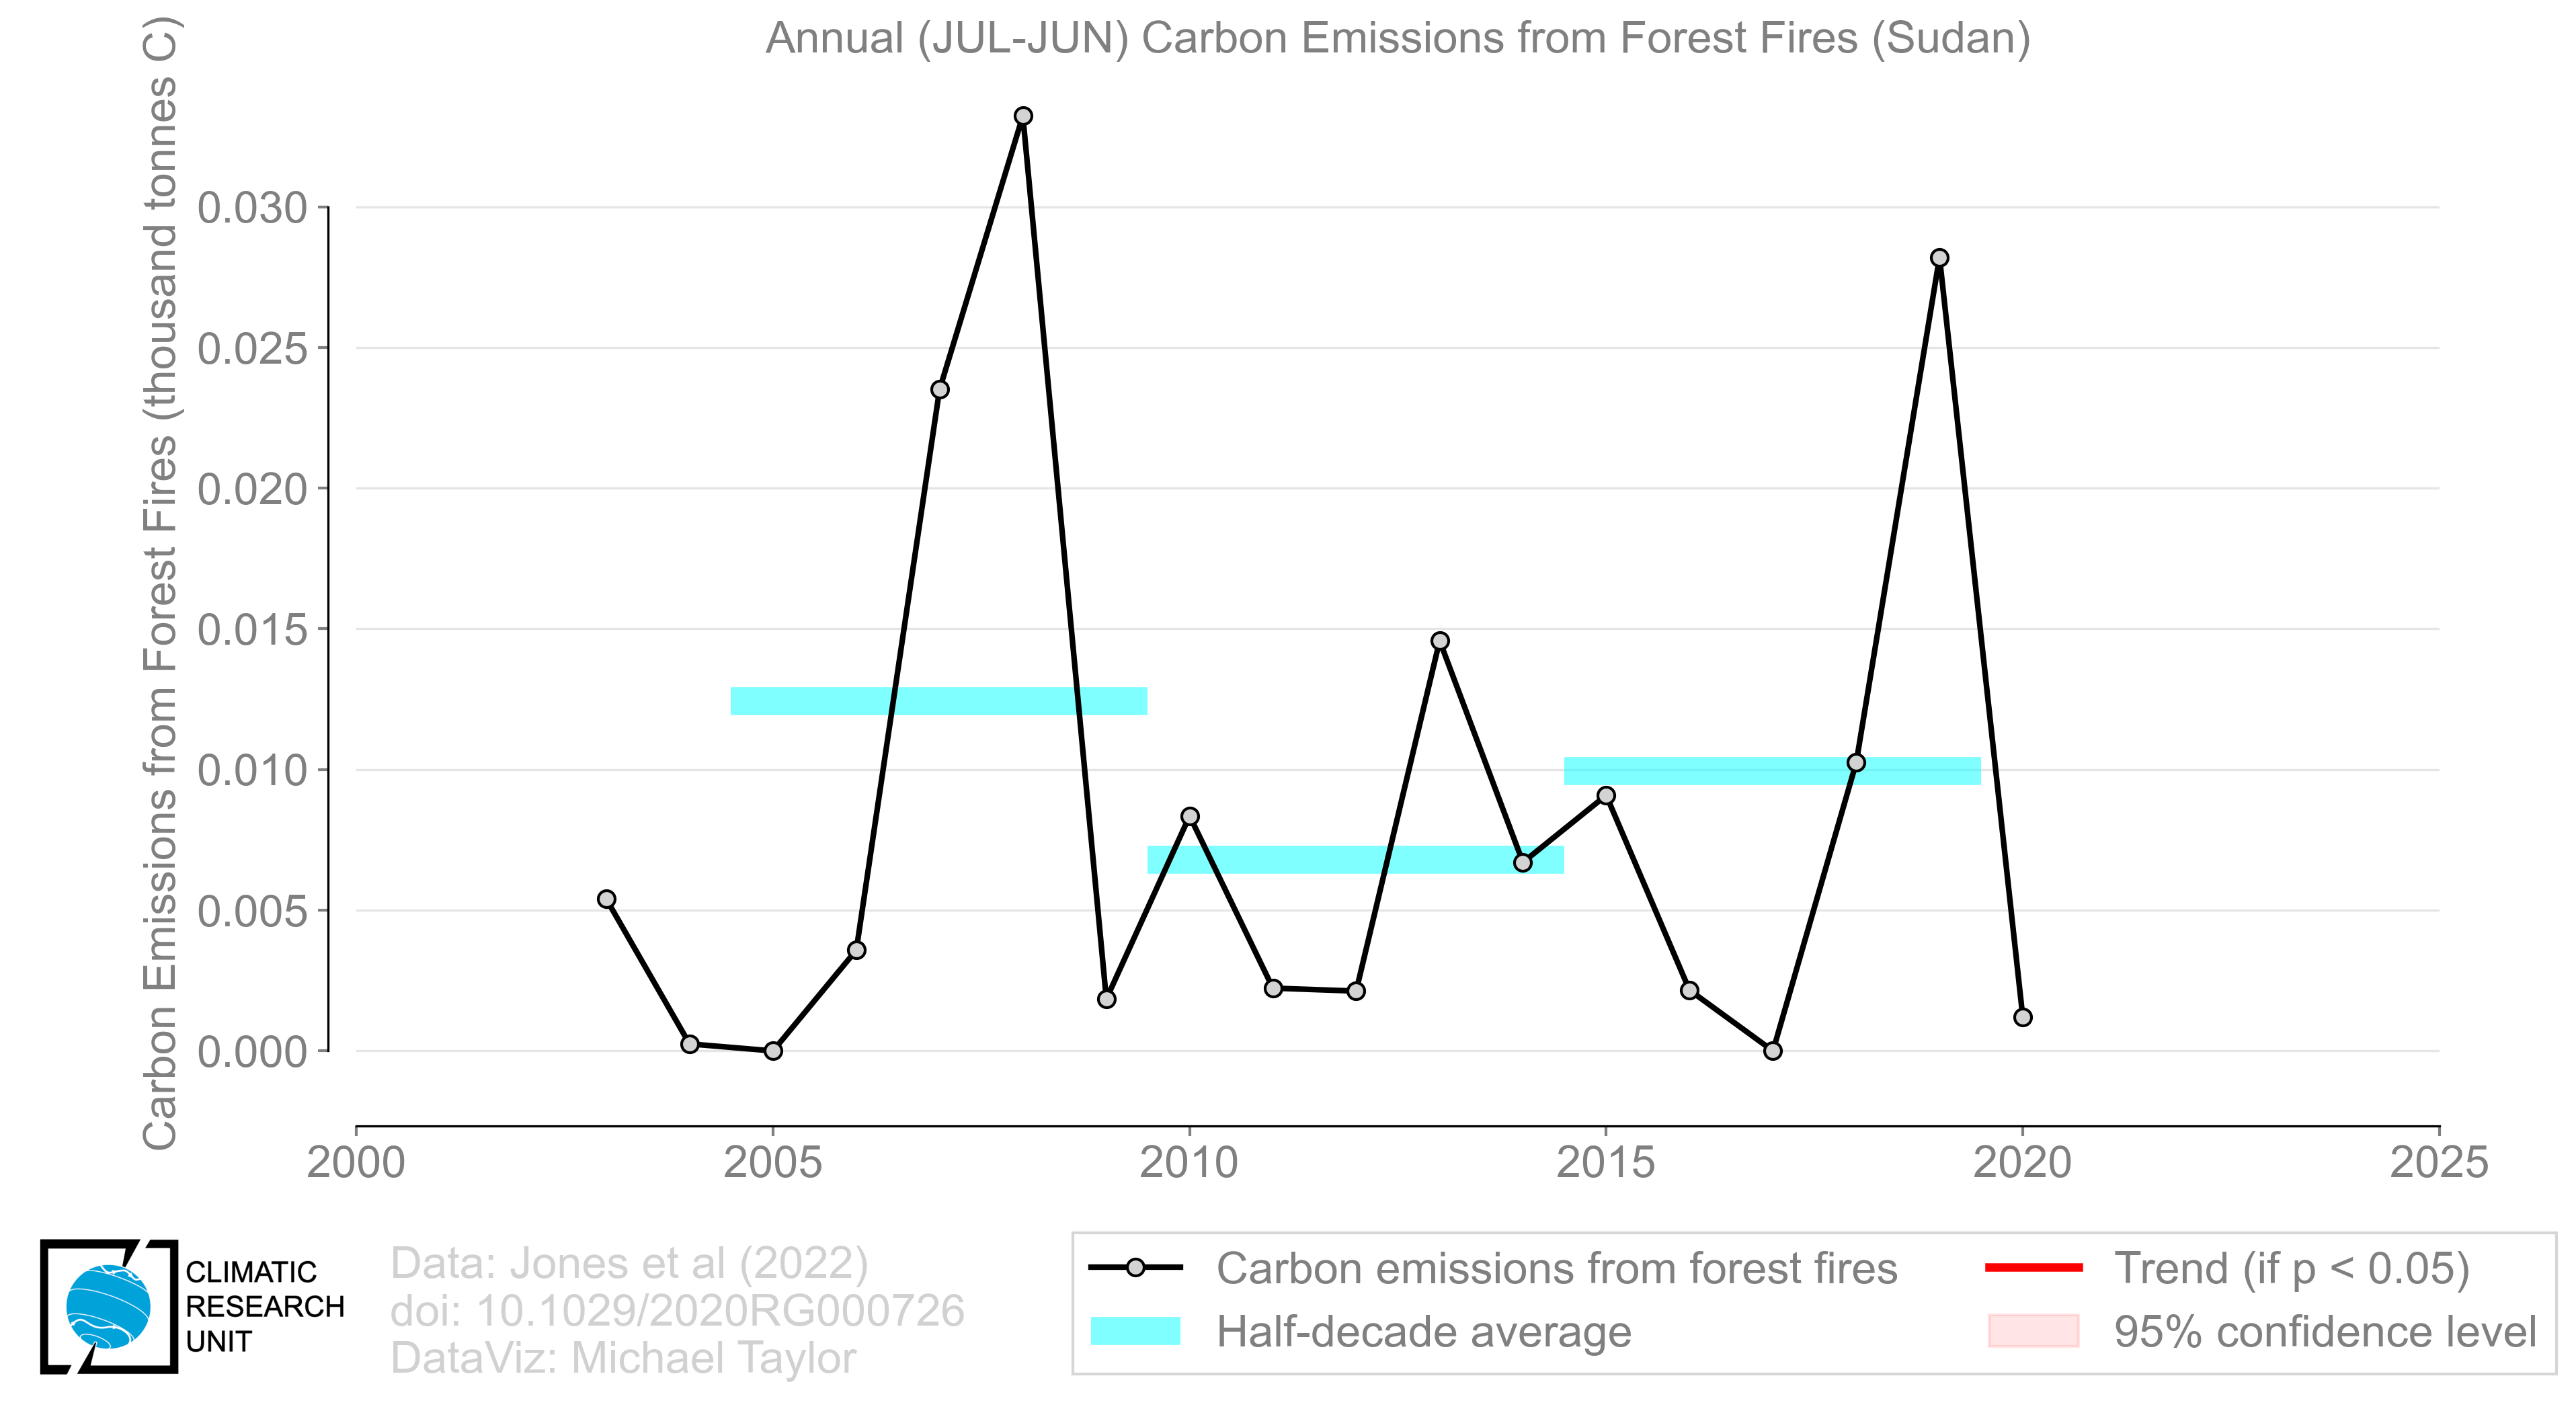 Annual (JUL-JUN) Carbon Emissions from Forest Fires (Sudan)
Carbon Emissions from Forest Fires (thousand tonnes C)
0.030
0.025
0.020
0.015
0.010
0.005
0.000
2000 2005 2010 2015 2020 2025
CLIMATIC
RESEARCH
UNIT
Data: Jones et al (2022)
doi: 10.1029/2020RG000726
DataViz: Michael Taylor
Carbon emissions from forest fires
Half-decade average
Trend (if p < 0.05)
95% confidence level